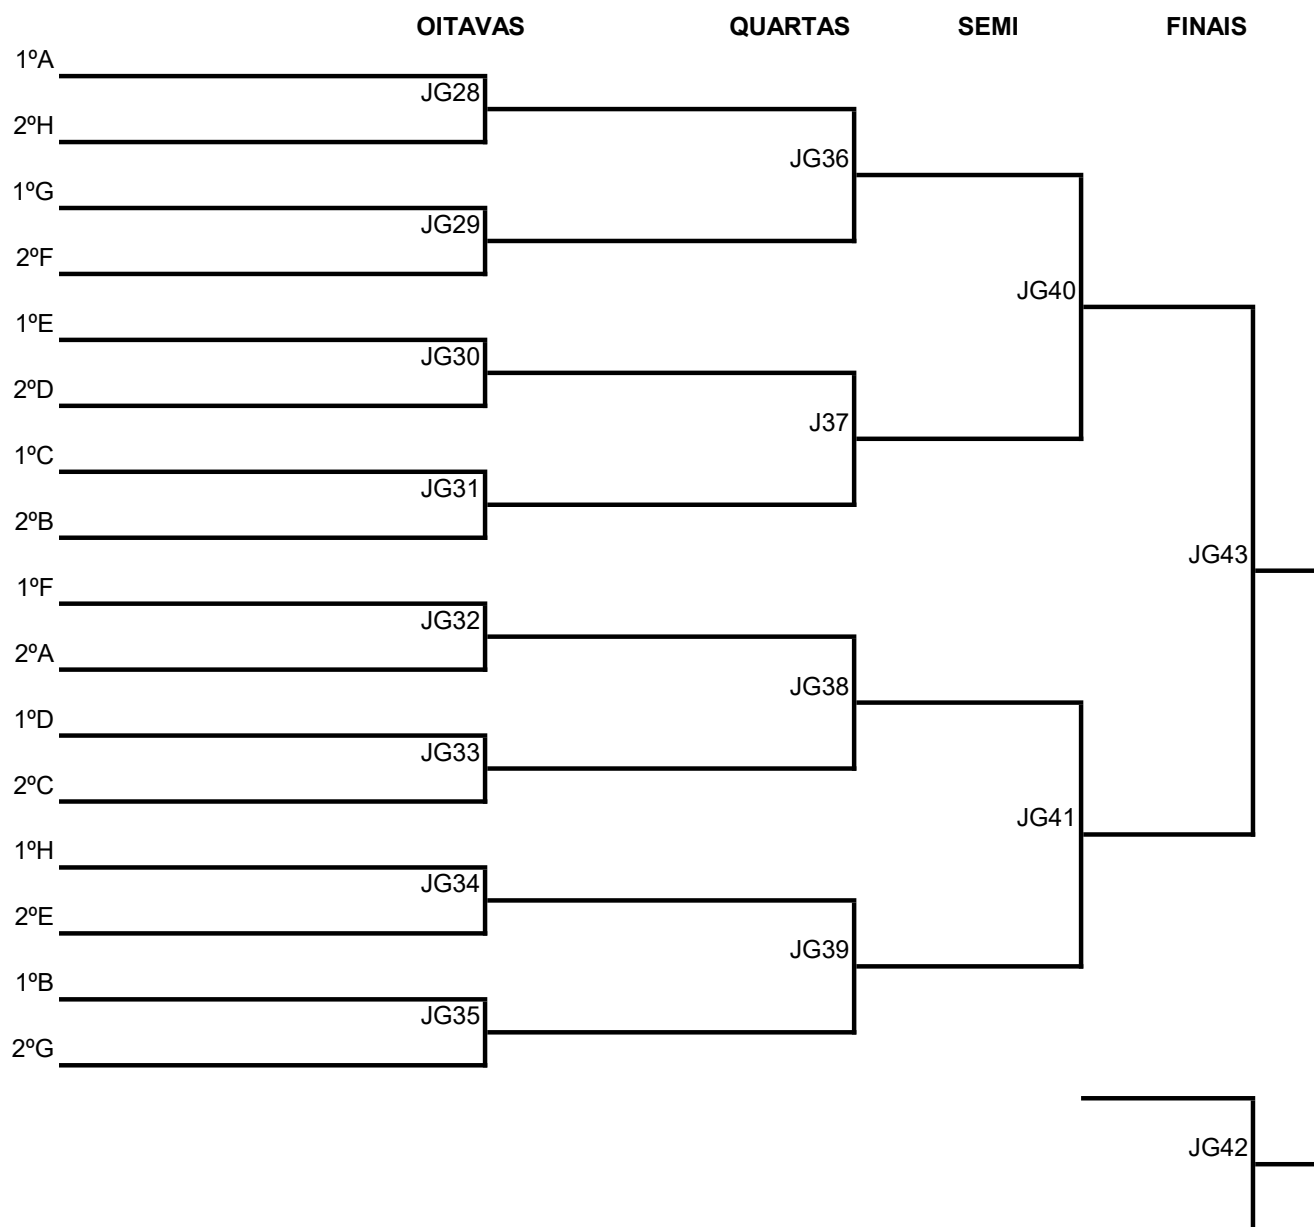 OITAVAS QUARTAS SEMI FINAIS
1ºA
JG28
2ºH
JG36
1ºG
JG29
2ºF
JG40
1ºE
JG30
2ºD
J37
1ºC
JG31
2ºB
JG43
1ºF
JG32
2ºA
JG38
1ºD
JG33
2ºC
JG41
1ºH
JG34
2ºE
JG39
1ºB
JG35
2ºG
JG42